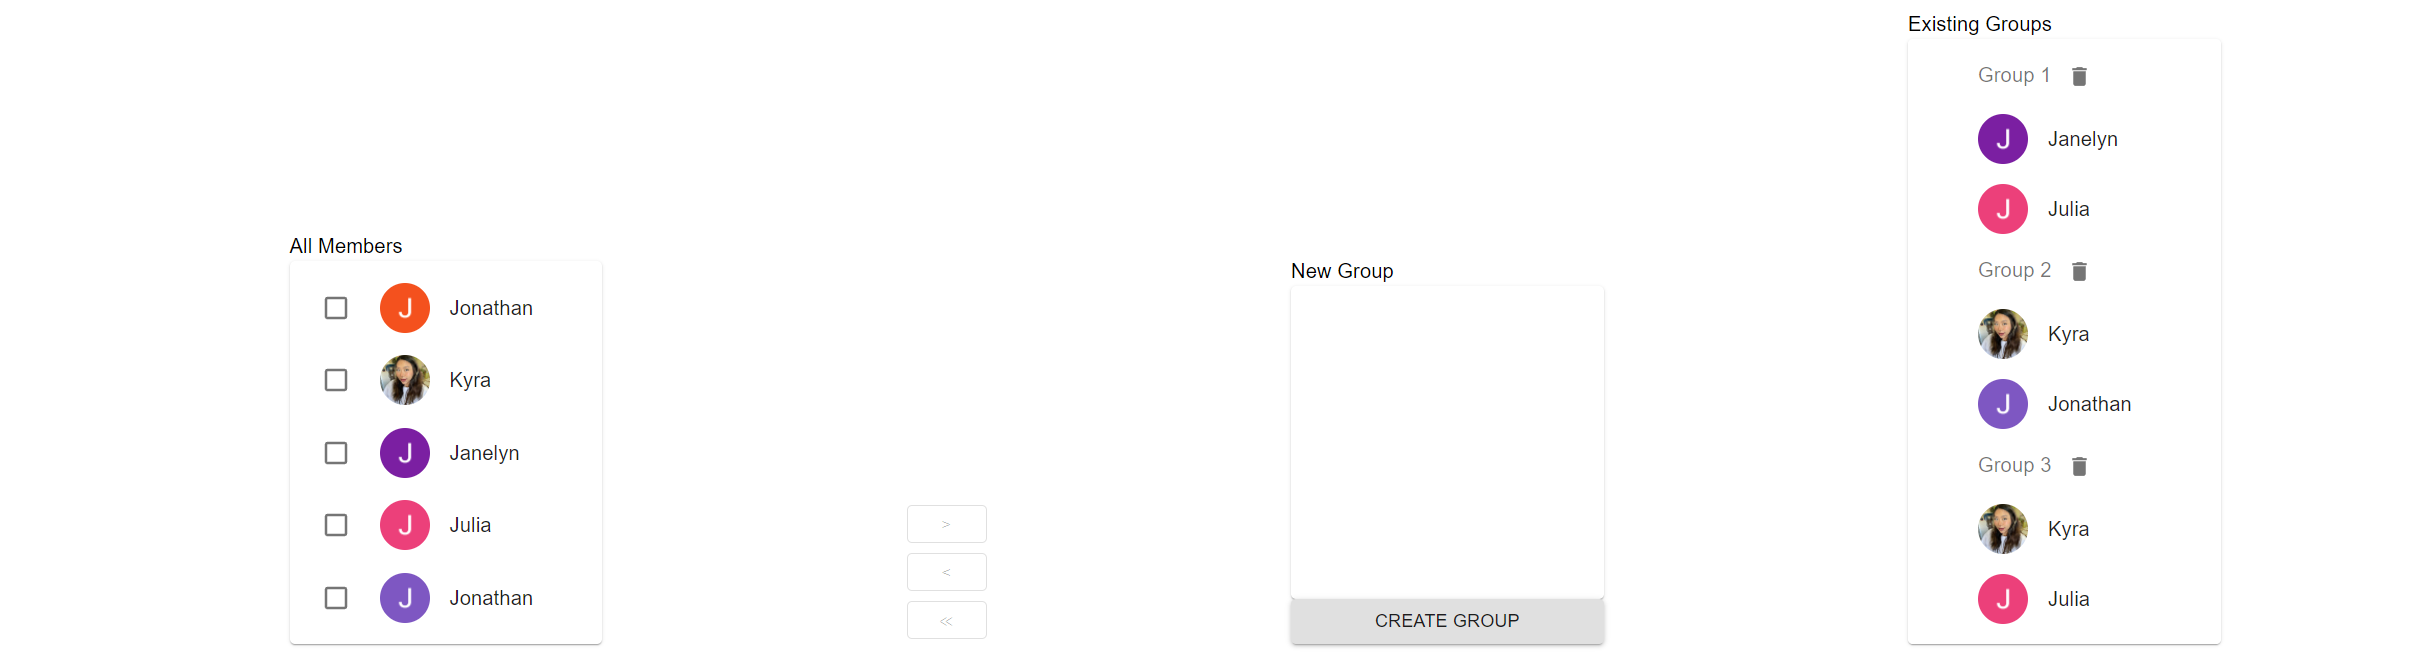 All Members
J Jonathan
Kyra
J Janelyn
J Julia
J Jonathan
>
<
≪
New Group
CREATE GROUP
Existing Groups
Group 1
J Janelyn
J Julia
Group 2
Kyra
J Jonathan
Group 3
Kyra
J Julia